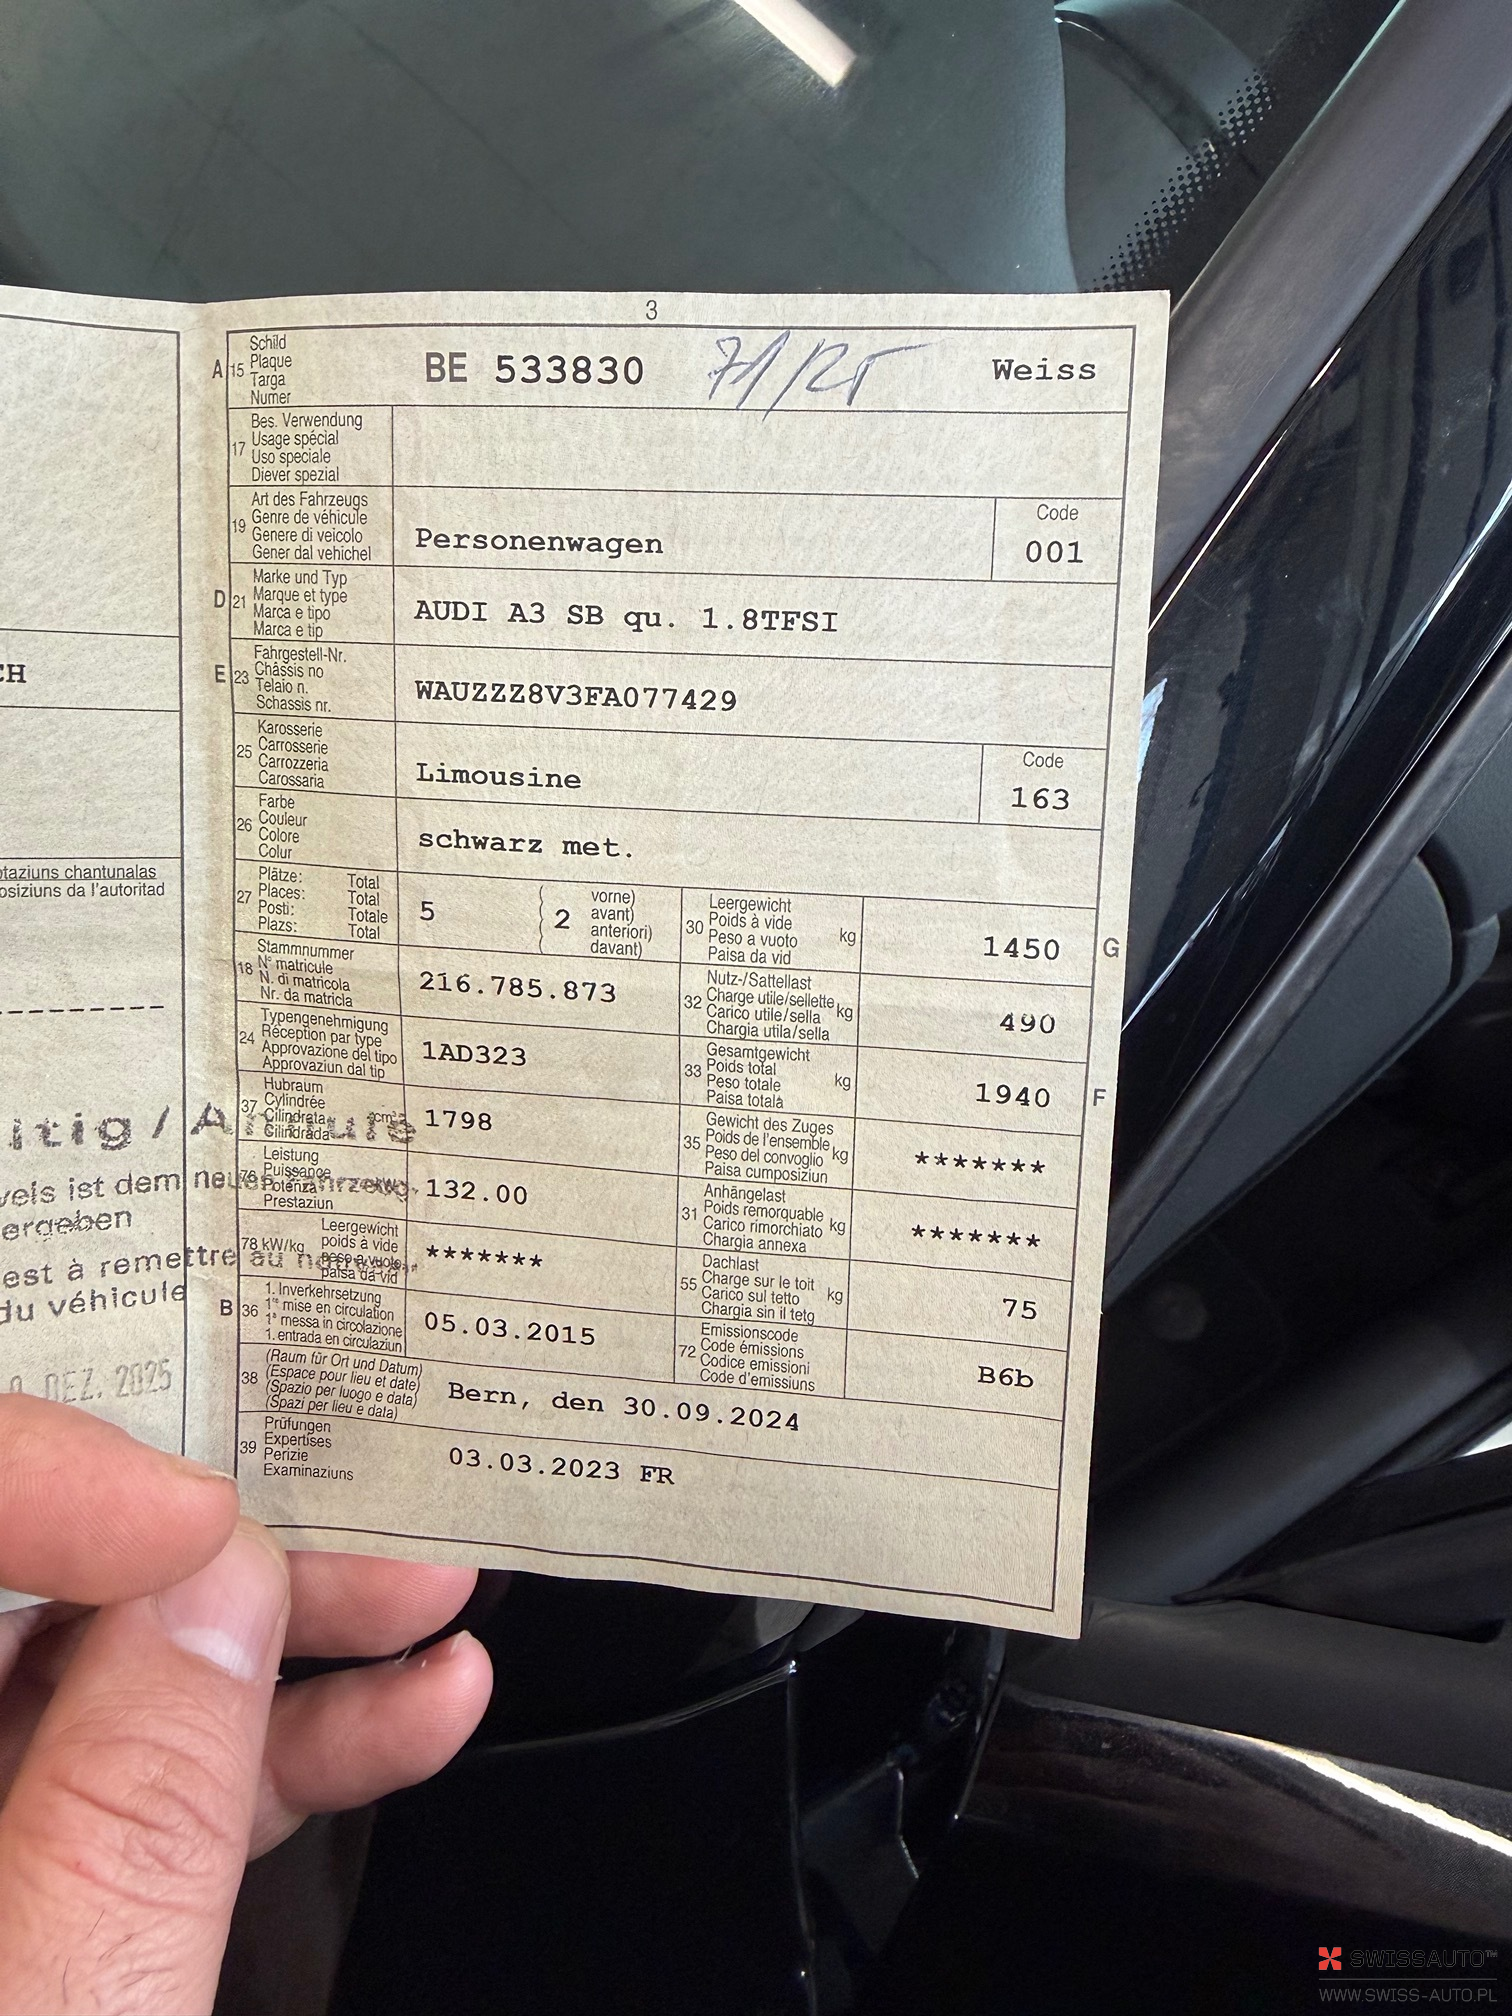 3
A 15 Schild
Plaque
Targa
Numer
BE 533830
71/25
Weiss
17 Bes. Verwendung
Usage spécial
Uso speciale
Diever spezial
19 Art des Fahrzeugs
Genre de véhicule
Genere di veicolo
Gener dal vehichel
Personenwagen
Code
001
D 21 Marke und Typ
Marque et type
Marca e tipo
Marca e tip
AUDI A3 SB qu. 1.8TFSI
E 23 Fahrgestell-Nr.
Châssis no
Telaio n.
Schassis nr.
WAUZZZ8V3FA077429
25 Karosserie
Carrosserie
Carrozzeria
Carossaria
Limousine
Code
163
26 Farbe
Couleur
Colore
Colur
schwarz met.
27 Plätze: Total
Places: Total
Posti: Totale
Plazs: Total
5
2
vorne)
avant)
anteriori)
davant)
30 Leergewicht
Poids à vide
Peso a vuoto
Paisa da vid
kg
1450
G
18 Stammnummer
N° matricule
N. di matricola
Nr. da matricla
216.785.873
32 Nutz-/Sattellast
Charge utile/sellette
Carico utile/sella
Chargia utila/sella
kg
490
24 Typengenehmigung
Réception par type
Approvazione del tipo
Approvaziun dal tip
1AD323
33 Gesamtgewicht
Poids total
Peso totale
Paisa totala
kg
1940
F
37 Hubraum
Cylindrée
Cilindrata
Cilindrada
cm³
1798
35 Gewicht des Zuges
Poids de l'ensemble
Peso del convoglio
Paisa cumposiziun
kg
*******
76 Leistung
Puissance
Potenza
Prestaziun
132.00
31 Anhängelast
Poids remorquable
Carico rimorchiato
Chargia annexa
kg
*******
78 kW/kg
Leergewicht
poids à vide
peso a vuoto
paisa da vid
*******
55 Dachlast
Charge sur le toit
Carico sul tetto
Chargia sin il tetg
kg
75
B 36 1. Inverkehrsetzung
1re mise en circulation
1a messa in circolazione
1. entrada en circulaziun
05.03.2015
72 Emissionscode
Code émissions
Codice emissioni
Code d'emissiuns
B6b
38 (Raum für Ort und Datum)
(Espace pour lieu et date)
(Spazio per luogo e data)
(Spazi per lieu e data)
Bern, den 30.09.2024
39 Prüfungen
Expertises
Perizie
Examinaziuns
03.03.2023 FR
CH
taziuns chantunalas
osiziuns da l'autoritad
ist dem neuen
ergeben
est à remettre au
du véhicule
DEZ. 2025
SWISSAUTO™
WWW.SWISS-AUTO.PL